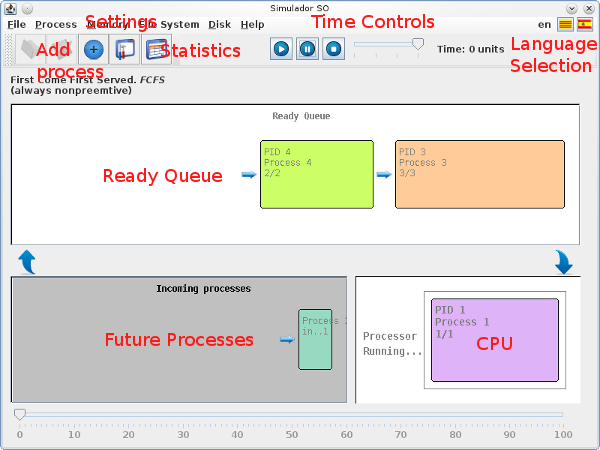 Simulador SO
File Process Memory File System Disk Help
en
Settings
Time Controls
Add
process
Statistics
Time: 0 units
Language
Selection
First Come First Served. FCFS
(always nonpreemtive)
Ready Queue
PID 4
Process 4
2/2
PID 3
Process 3
3/3
Ready Queue
Incoming processes
Process
in..1
Future Processes
Processor
Running...
PID 1
Process 1
1/1
CPU
0 10 20 30 40 50 60 70 80 90 100